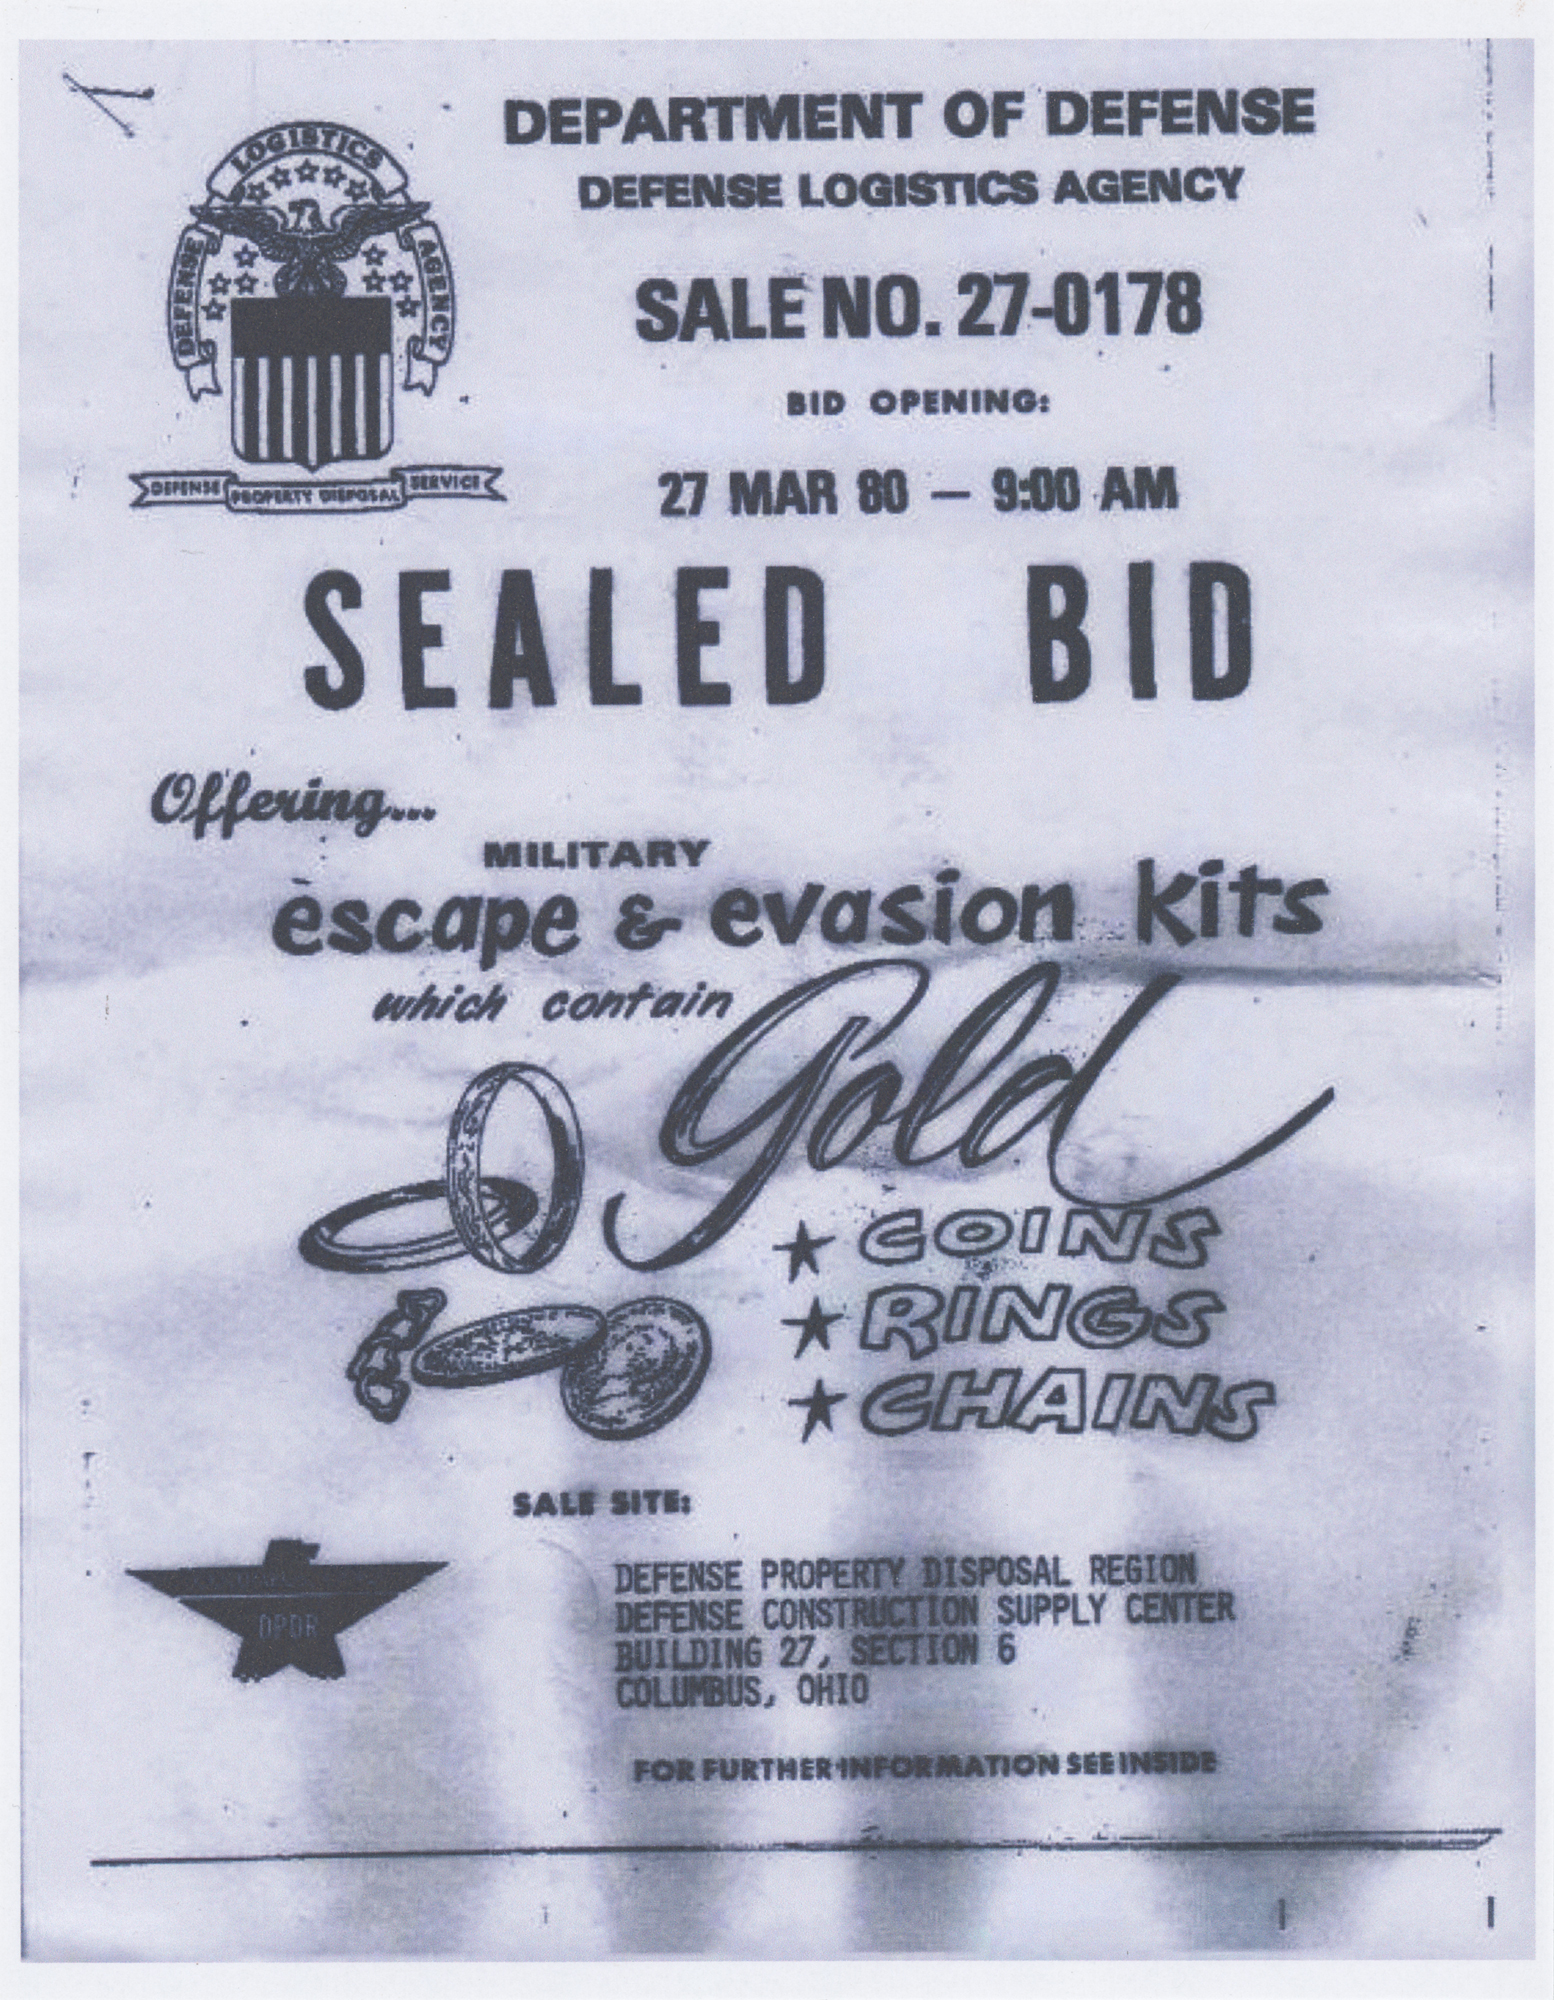 DEPARTMENT OF DEFENSE
DEFENSE LOGISTICS AGENCY
DEFENSE LOGISTICS AGENCY
DEFENSE PROPERTY DISPOSAL SERVICE
SALE NO. 27-0178
BID OPENING:
27 MAR 80 — 9:00 AM
SEALED BID
Offering...
MILITARY
escape & evasion kits
which contain
Gold
★ COINS
★ RINGS
★ CHAINS
SALE SITE:
DPDR
DEFENSE PROPERTY DISPOSAL REGION
DEFENSE CONSTRUCTION SUPPLY CENTER
BUILDING 27, SECTION 6
COLUMBUS, OHIO
FOR FURTHER INFORMATION SEE INSIDE